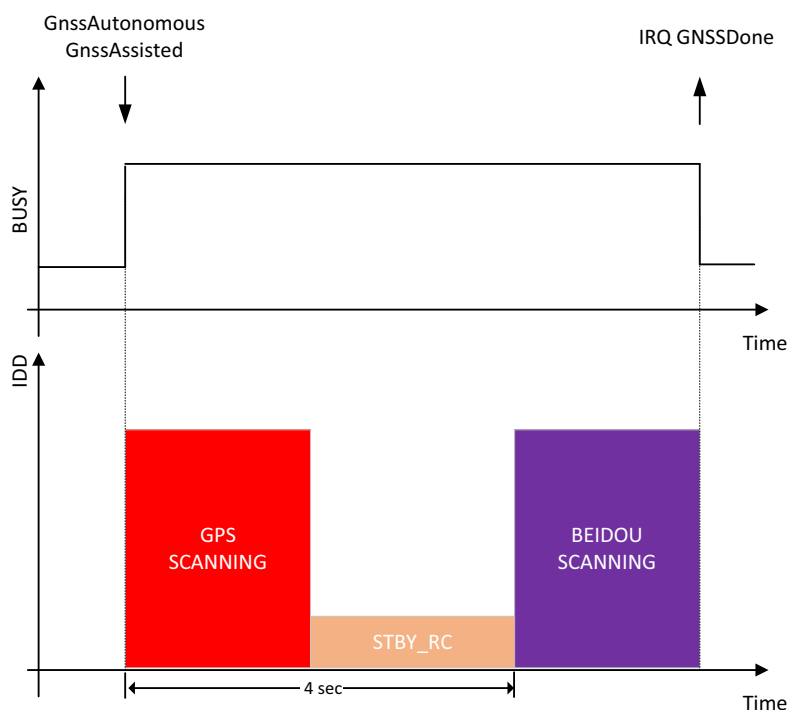 GnssAutonomous
GnssAssisted
IRQ GNSSDone
BUSY
Time
IDD
GPS
SCANNING
BEIDOU
SCANNING
STBY_RC
4 sec
Time